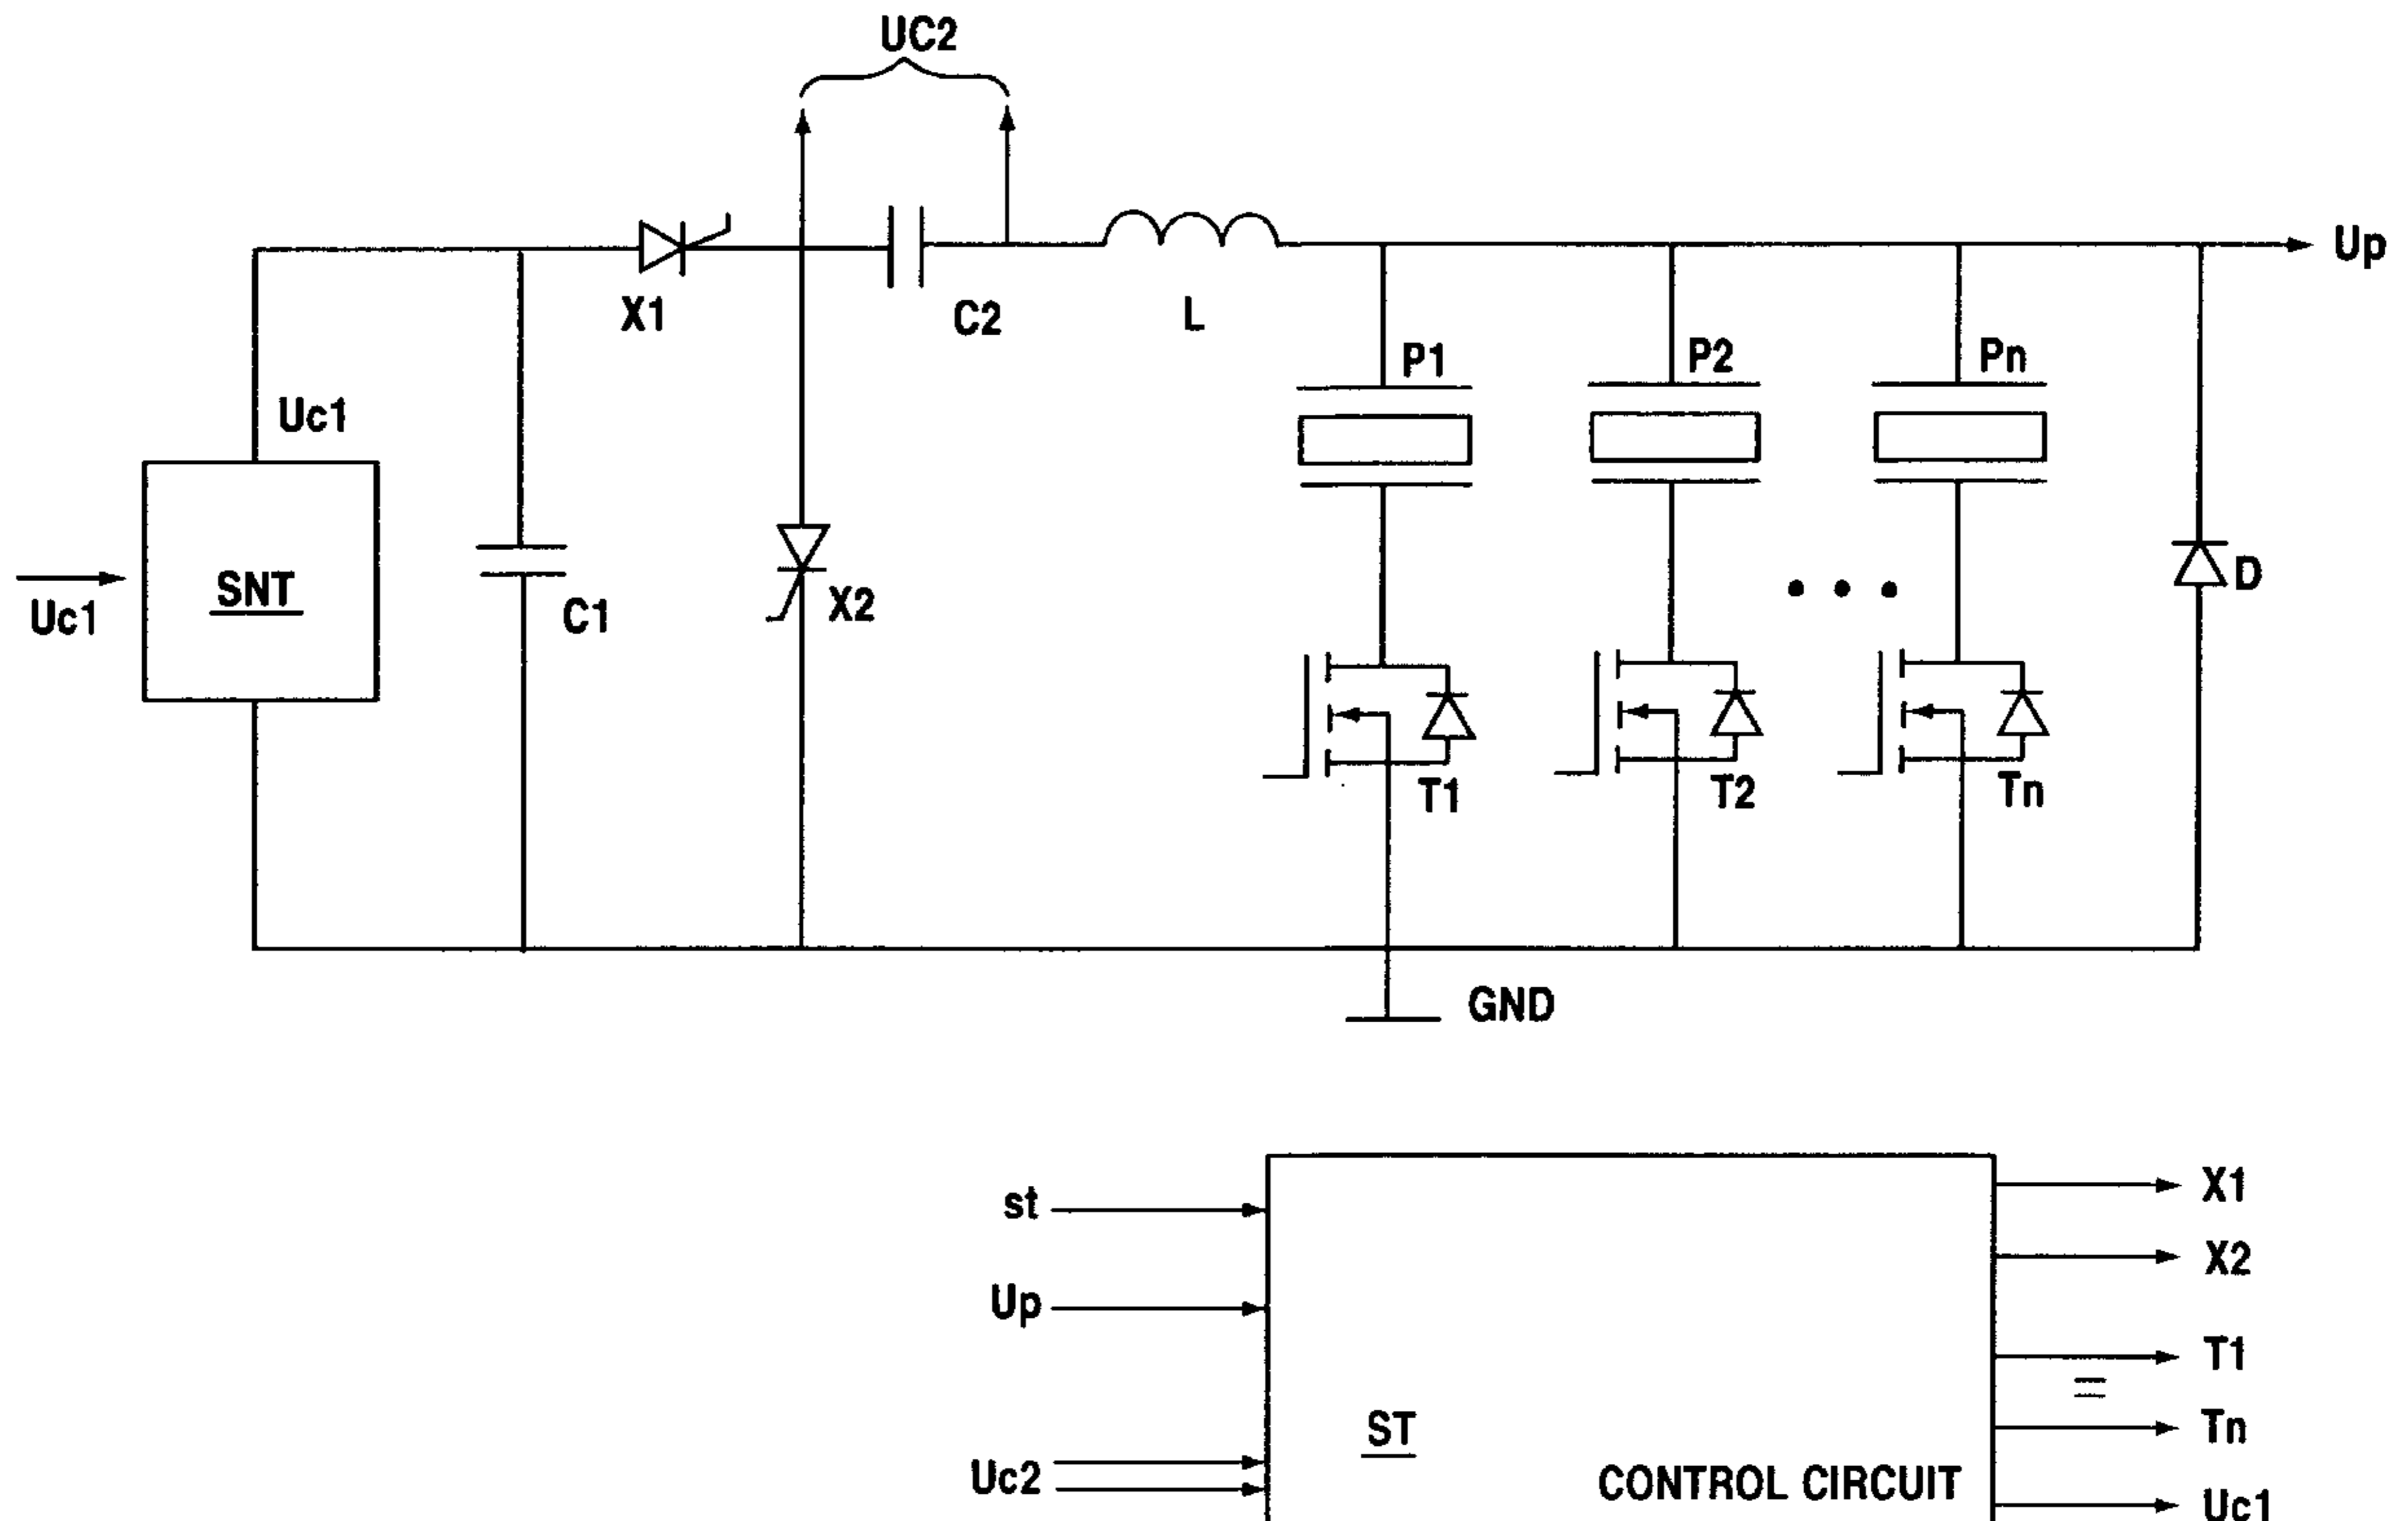 UC2
Up
X1
C2
L
P1
P2
Pn
Uc1
SNT
Uc1
C1
X2
D
T1
T2
Tn
GND
st
Up
Uc2
ST
CONTROL CIRCUIT
X1
X2
T1
Tn
Uc1